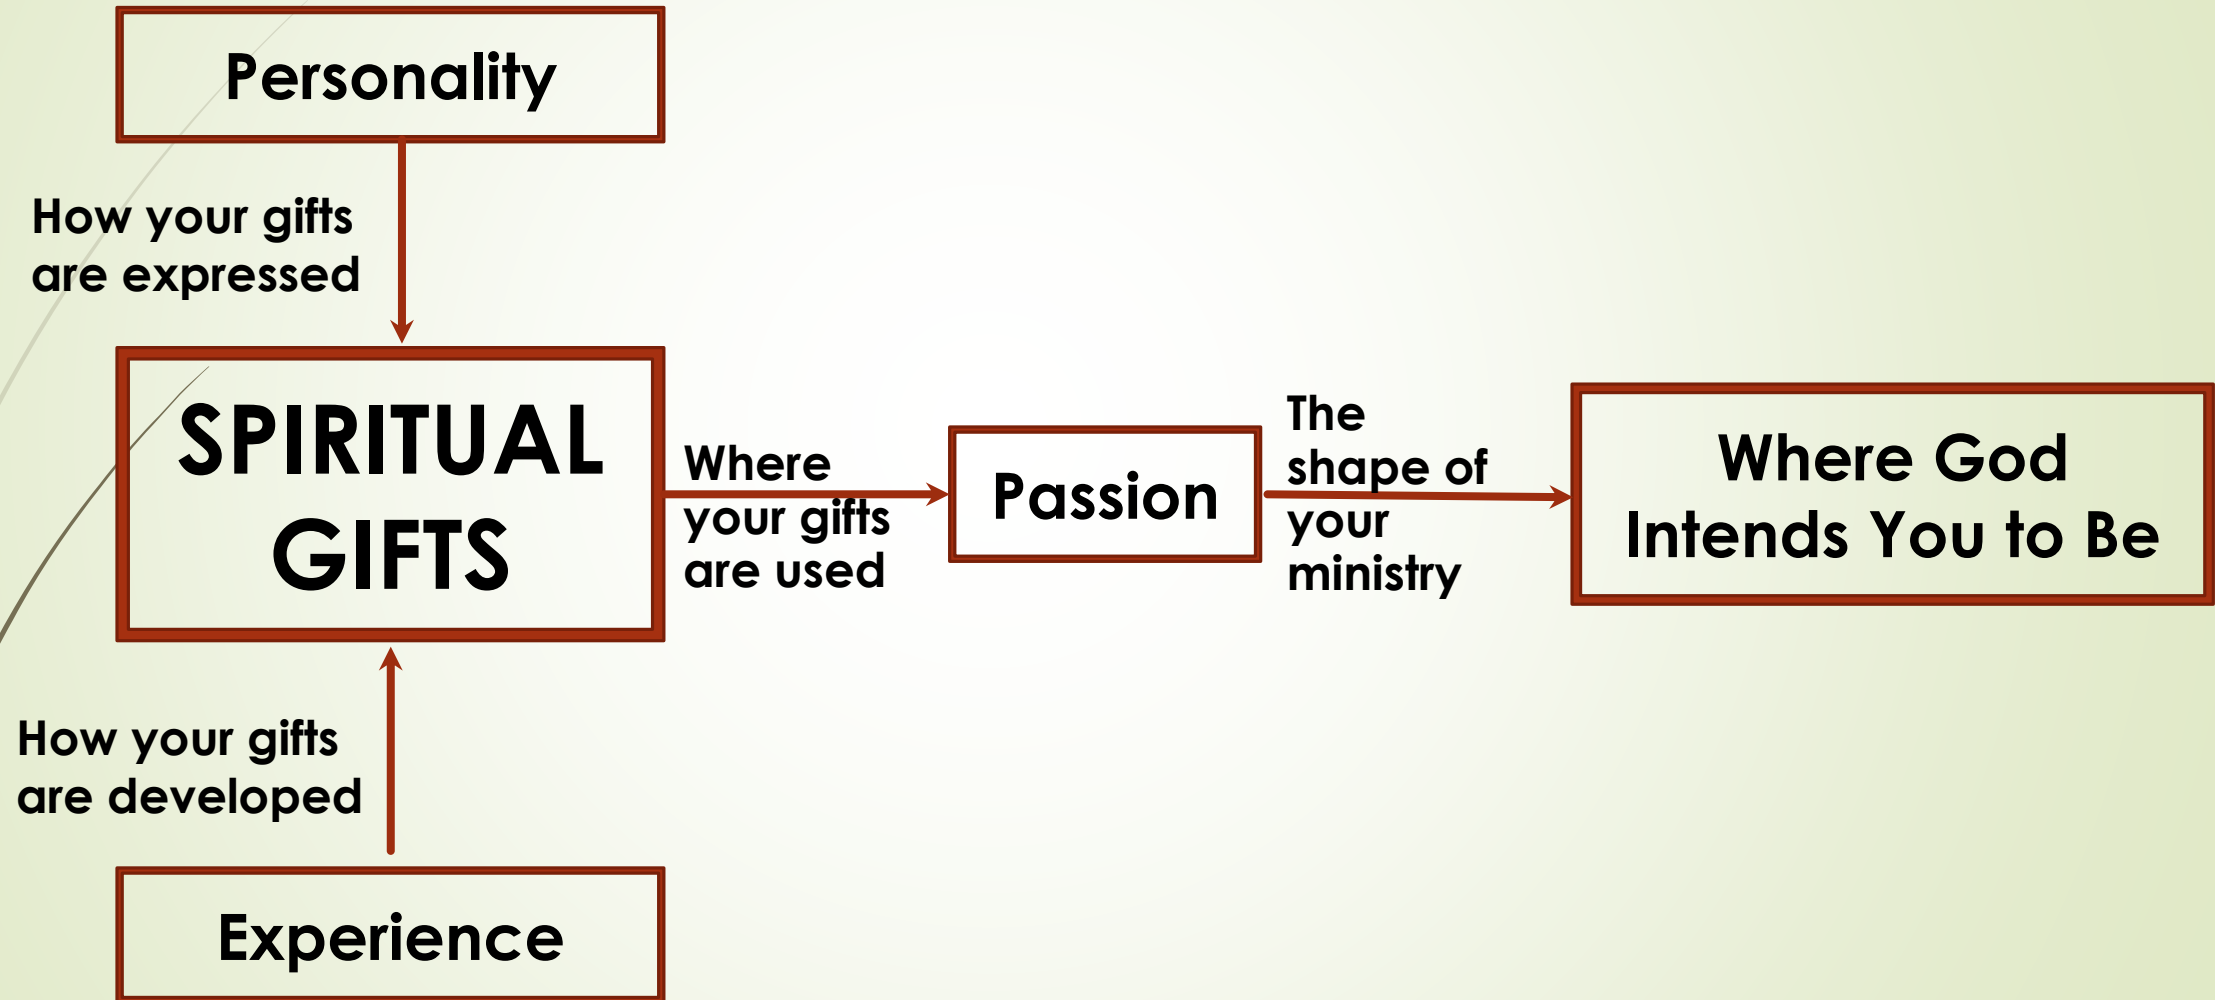 Personality
How your gifts
are expressed
SPIRITUAL
GIFTS
Where
your gifts
are used
Passion
The
shape of
your
ministry
Where God
Intends You to Be
How your gifts
are developed
Experience